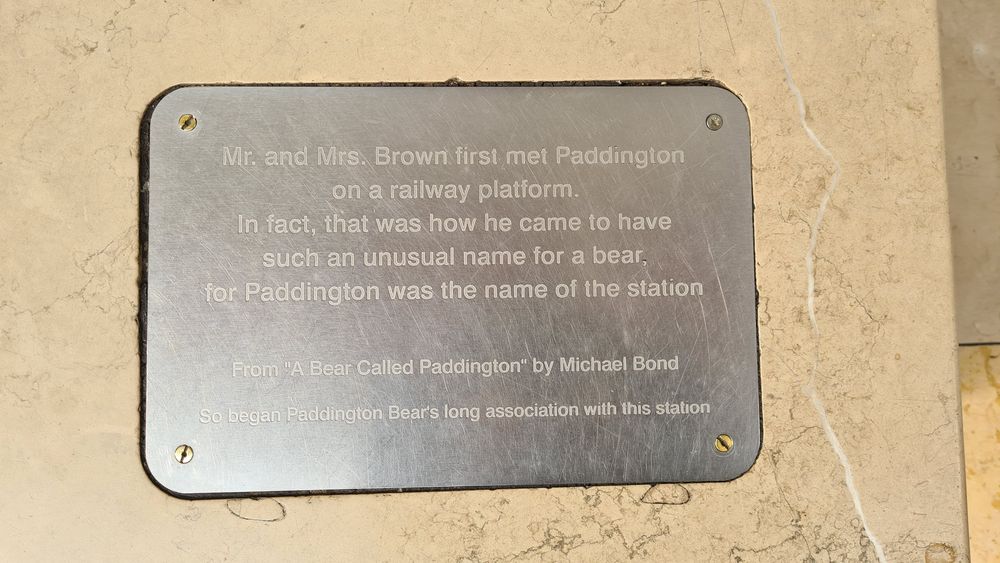 Mr. and Mrs. Brown first met Paddington
on a railway platform.
In fact, that was how he came to have
such an unusual name for a bear,
for Paddington was the name of the station
From "A Bear Called Paddington" by Michael Bond
So began Paddington Bear's long association with this station